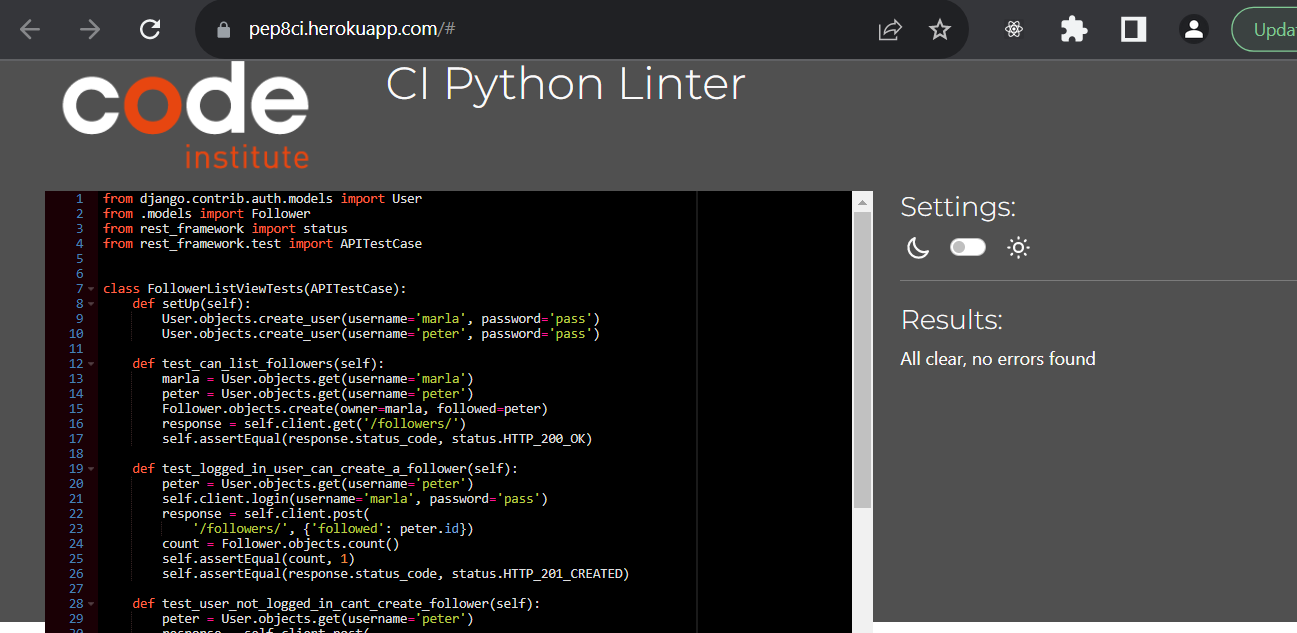 pep8ci.herokuapp.com/#
Upda
code
institute
CI Python Linter
1 from django.contrib.auth.models import User
2 from .models import Follower
3 from rest_framework import status
4 from rest_framework.test import APITestCase
5
6
7 class FollowerListViewTests(APITestCase):
8     def setUp(self):
9         User.objects.create_user(username='marla', password='pass')
10         User.objects.create_user(username='peter', password='pass')
11
12     def test_can_list_followers(self):
13         marla = User.objects.get(username='marla')
14         peter = User.objects.get(username='peter')
15         Follower.objects.create(owner=marla, followed=peter)
16         response = self.client.get('/followers/')
17         self.assertEqual(response.status_code, status.HTTP_200_OK)
18
19     def test_logged_in_user_can_create_a_follower(self):
20         peter = User.objects.get(username='peter')
21         self.client.login(username='marla', password='pass')
22         response = self.client.post(
23             '/followers/', {'followed': peter.id})
24         count = Follower.objects.count()
25         self.assertEqual(count, 1)
26         self.assertEqual(response.status_code, status.HTTP_201_CREATED)
27
28     def test_user_not_logged_in_cant_create_follower(self):
29         peter = User.objects.get(username='peter')
30         response = self.client.post(
Settings:
Results:
All clear, no errors found